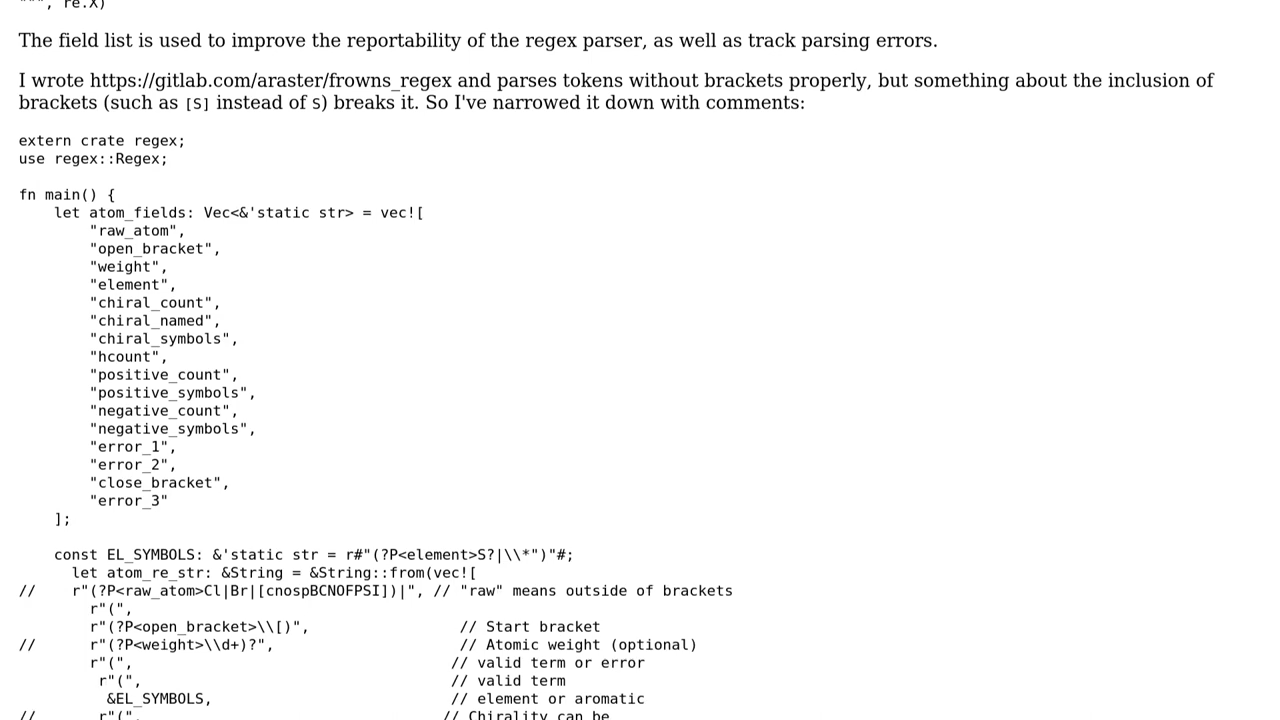 """, re.X)
The field list is used to improve the reportability of the regex parser, as well as track parsing errors.
I wrote https://gitlab.com/araster/frowns_regex and parses tokens without brackets properly, but something about the inclusion of
brackets (such as [S] instead of S) breaks it. So I've narrowed it down with comments:
extern crate regex;
use regex::Regex;
fn main() {
    let atom_fields: Vec<&'static str> = vec![
        "raw_atom",
        "open_bracket",
        "weight",
        "element",
        "chiral_count",
        "chiral_named",
        "chiral_symbols",
        "hcount",
        "positive_count",
        "positive_symbols",
        "negative_count",
        "negative_symbols",
        "error_1",
        "error_2",
        "close_bracket",
        "error_3"
    ];
    const EL_SYMBOLS: &'static str = r#"(?P<element>S?|\\*")"#;
      let atom_re_str: &String = &String::from(vec![
//    r"(?P<raw_atom>Cl|Br|[cnospBCNOFPSI])|", // "raw" means outside of brackets
        r"(",
        r"(?P<open_bracket>\\[)",                 // Start bracket
//      r"(?P<weight>\\d+)?",                     // Atomic weight (optional)
        r"(",                                    // valid term or error
         r"(",                                   // valid term
          &EL_SYMBOLS,                           // element or aromatic
//       r"(",                                  // Chirality can be